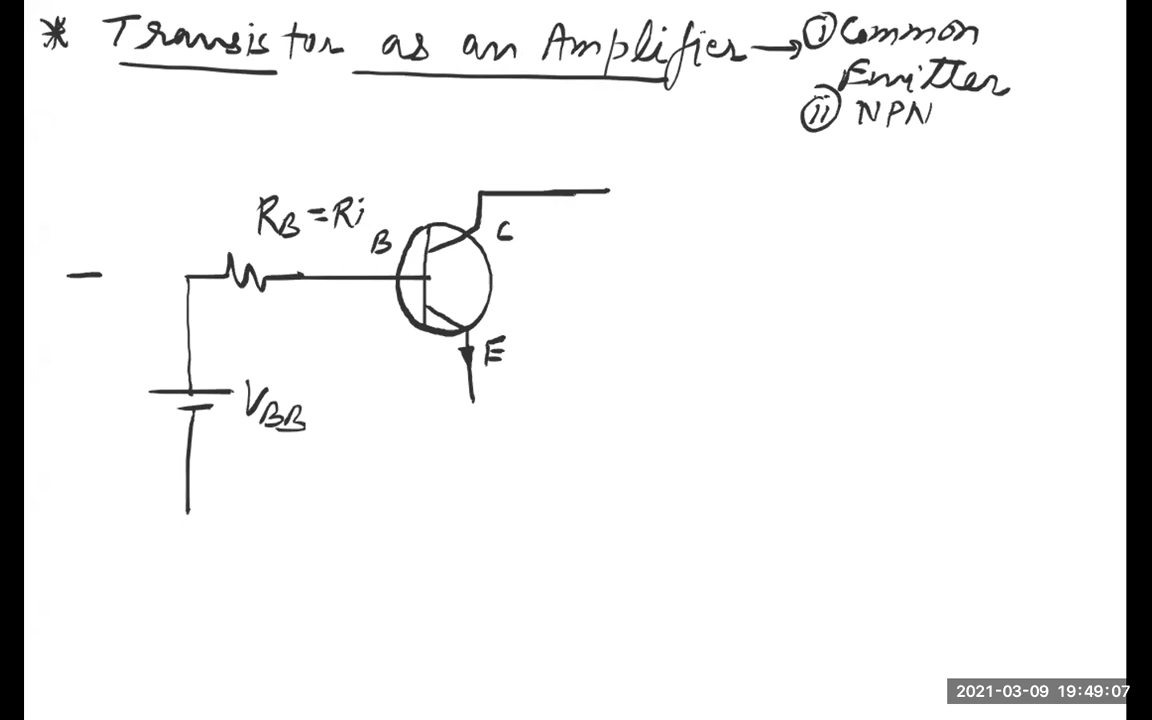 * Transistor as an Amplifier → (i) Common
Emitter
(ii) NPN
RB = Ri
B
C
E
VBB
2021-03-09 19:49:07